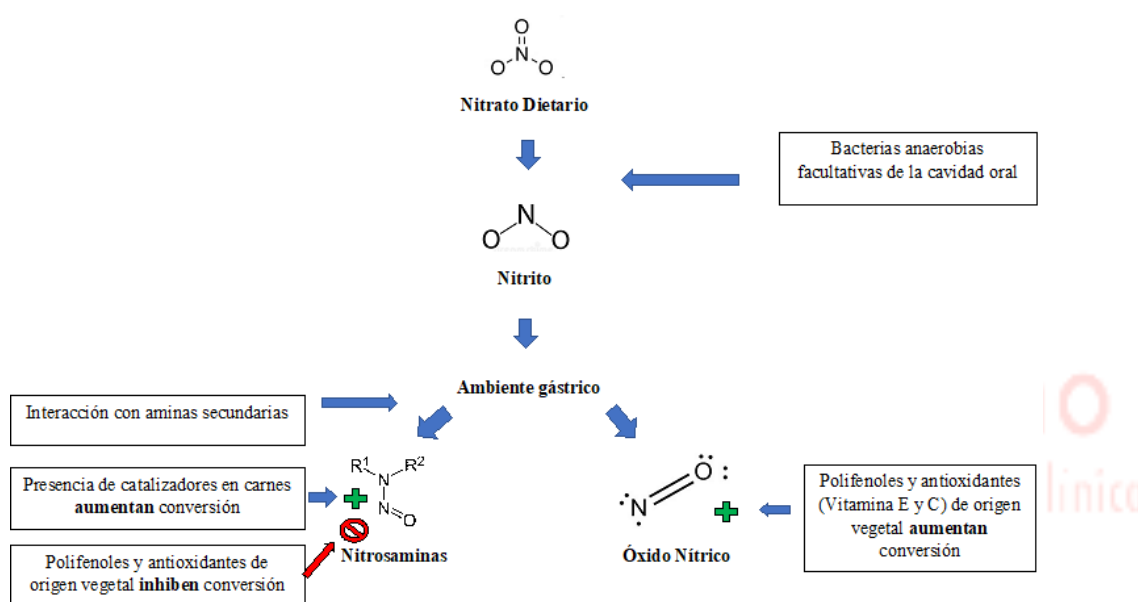 O
N
O
O
Nitrato Dietario
Bacterias anaerobias
facultativas de la cavidad oral
N
O
O
Nitrito
Ambiente gástrico
Interacción con aminas secundarias
Presencia de catalizadores en carnes
aumentan conversión
Polifenoles y antioxidantes de
origen vegetal inhiben conversión
R¹
R²
N
N
O
Nitrosaminas
O
N
Óxido Nítrico
Polifenoles y antioxidantes
(Vitamina E y C) de origen
vegetal aumentan
conversión
O
línico